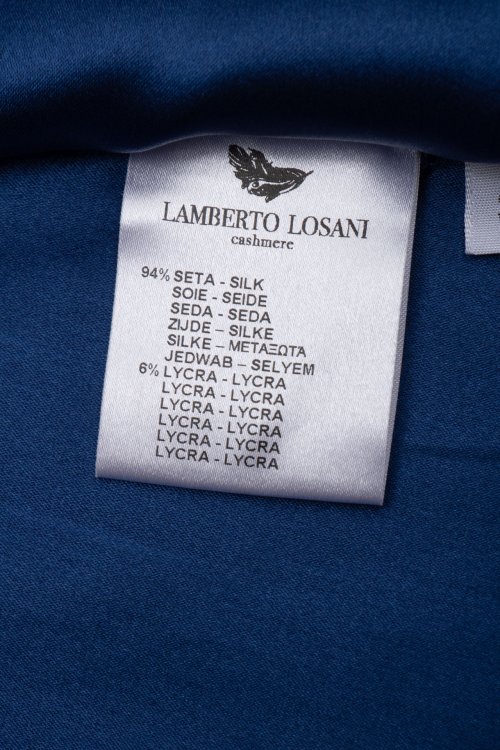 LAMBERTO LOSANI
cashmere
94% SETA - SILK
SOIE - SEIDE
SEDA - SEDA
ZIJDE – SILKE
SILKE – ΜΕΤΑΞΩΤΑ
JEDWAB – SELYEM
6% LYCRA - LYCRA
LYCRA - LYCRA
LYCRA - LYCRA
LYCRA - LYCRA
LYCRA - LYCRA
LYCRA - LYCRA